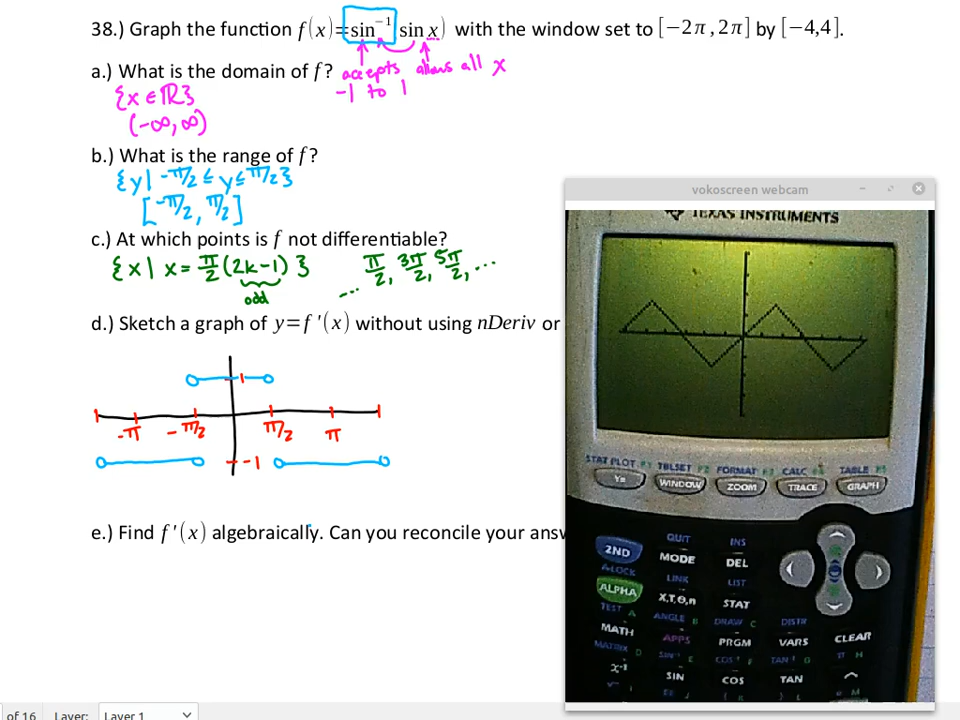 38.) Graph the function f(x)=sin⁻¹(sin x) with the window set to [−2π,2π] by [−4,4].
a.) What is the domain of f? accepts allows all x
-1 to 1
{x∈ℝ}
(-∞,∞)
b.) What is the range of f?
{y| -π/2 ≤ y ≤ π/2}
[-π/2, π/2]
c.) At which points is f not differentiable?
{x| x = π/2 (2k-1) }
odd
... π/2, 3π/2, 5π/2, ...
d.) Sketch a graph of y=f '(x) without using nDeriv or
1
-π -π/2 π/2 π
-1
e.) Find f '(x) algebraically. Can you reconcile your answ
of 16 Layer: Layer 1
vokoscreen webcam
TEXAS INSTRUMENTS
STAT PLOT F1 TBLSET F2 FORMAT F3 CALC F4 TABLE F5
Y= WINDOW ZOOM TRACE GRAPH
QUIT INS
2ND MODE DEL
A-LOCK LINK LIST
ALPHA X,T,θ,n STAT
TEST A ANGLE B DRAW C DISTR
MATH APPS PRGM VARS CLEAR
MATRIX D SIN⁻¹ E COS⁻¹ F TAN⁻¹ G π H
x⁻¹ SIN COS TAN ^